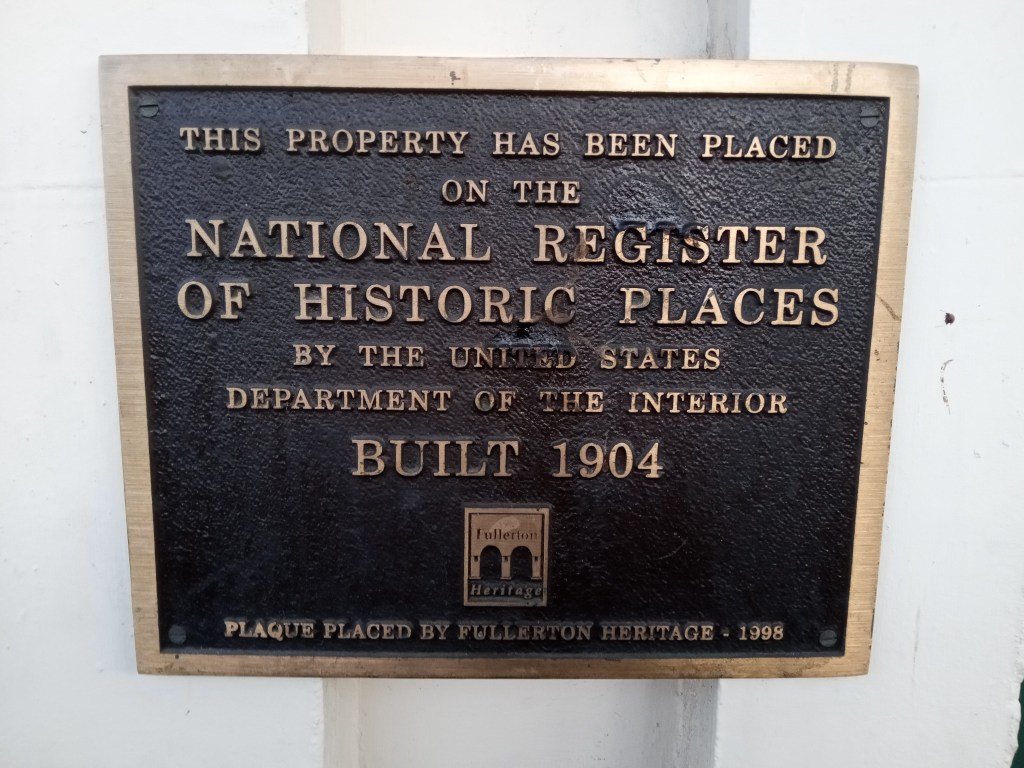 THIS PROPERTY HAS BEEN PLACED
ON THE
NATIONAL REGISTER
OF HISTORIC PLACES
BY THE UNITED STATES
DEPARTMENT OF THE INTERIOR
BUILT 1904
Fullerton
Heritage
PLAQUE PLACED BY FULLERTON HERITAGE - 1998